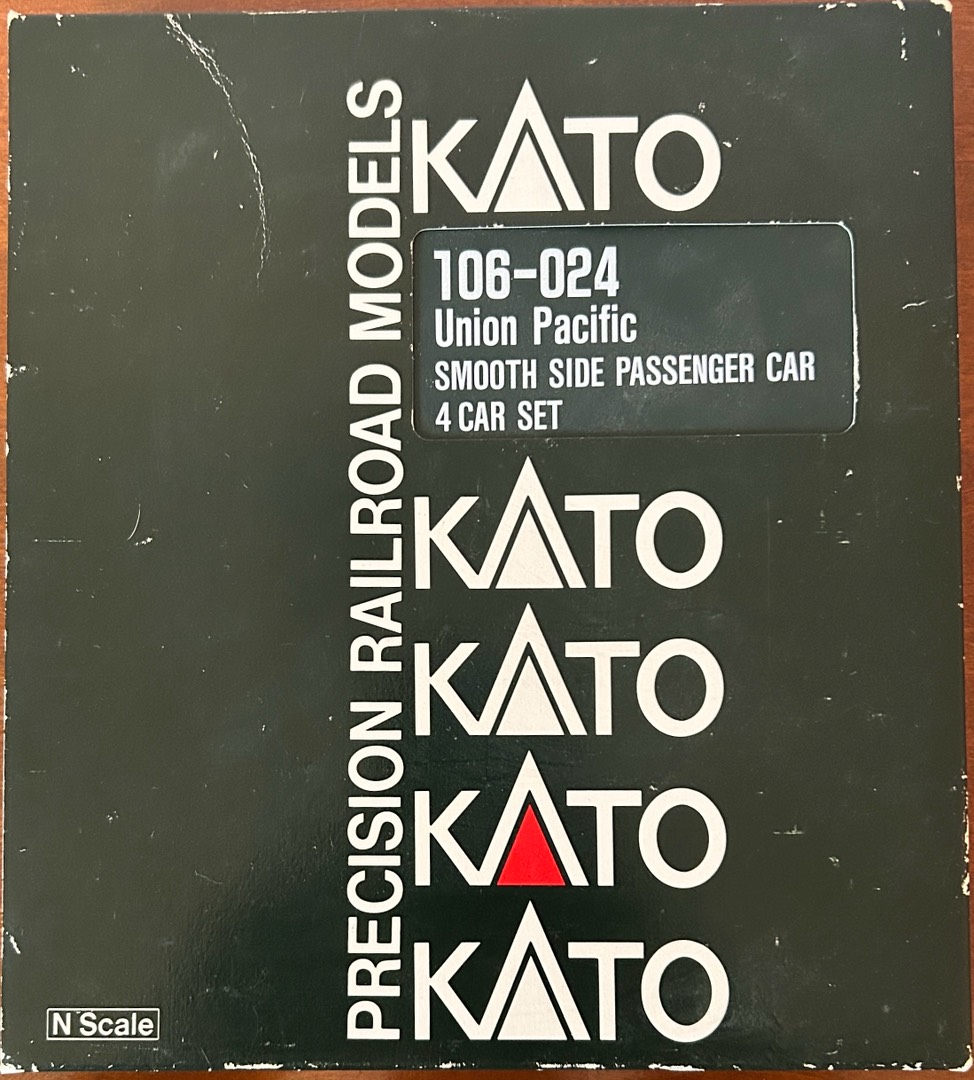 PRECISION RAILROAD MODELS
KATO
106-024
Union Pacific
SMOOTH SIDE PASSENGER CAR
4 CAR SET
KATO
KATO
KATO
KATO
N Scale